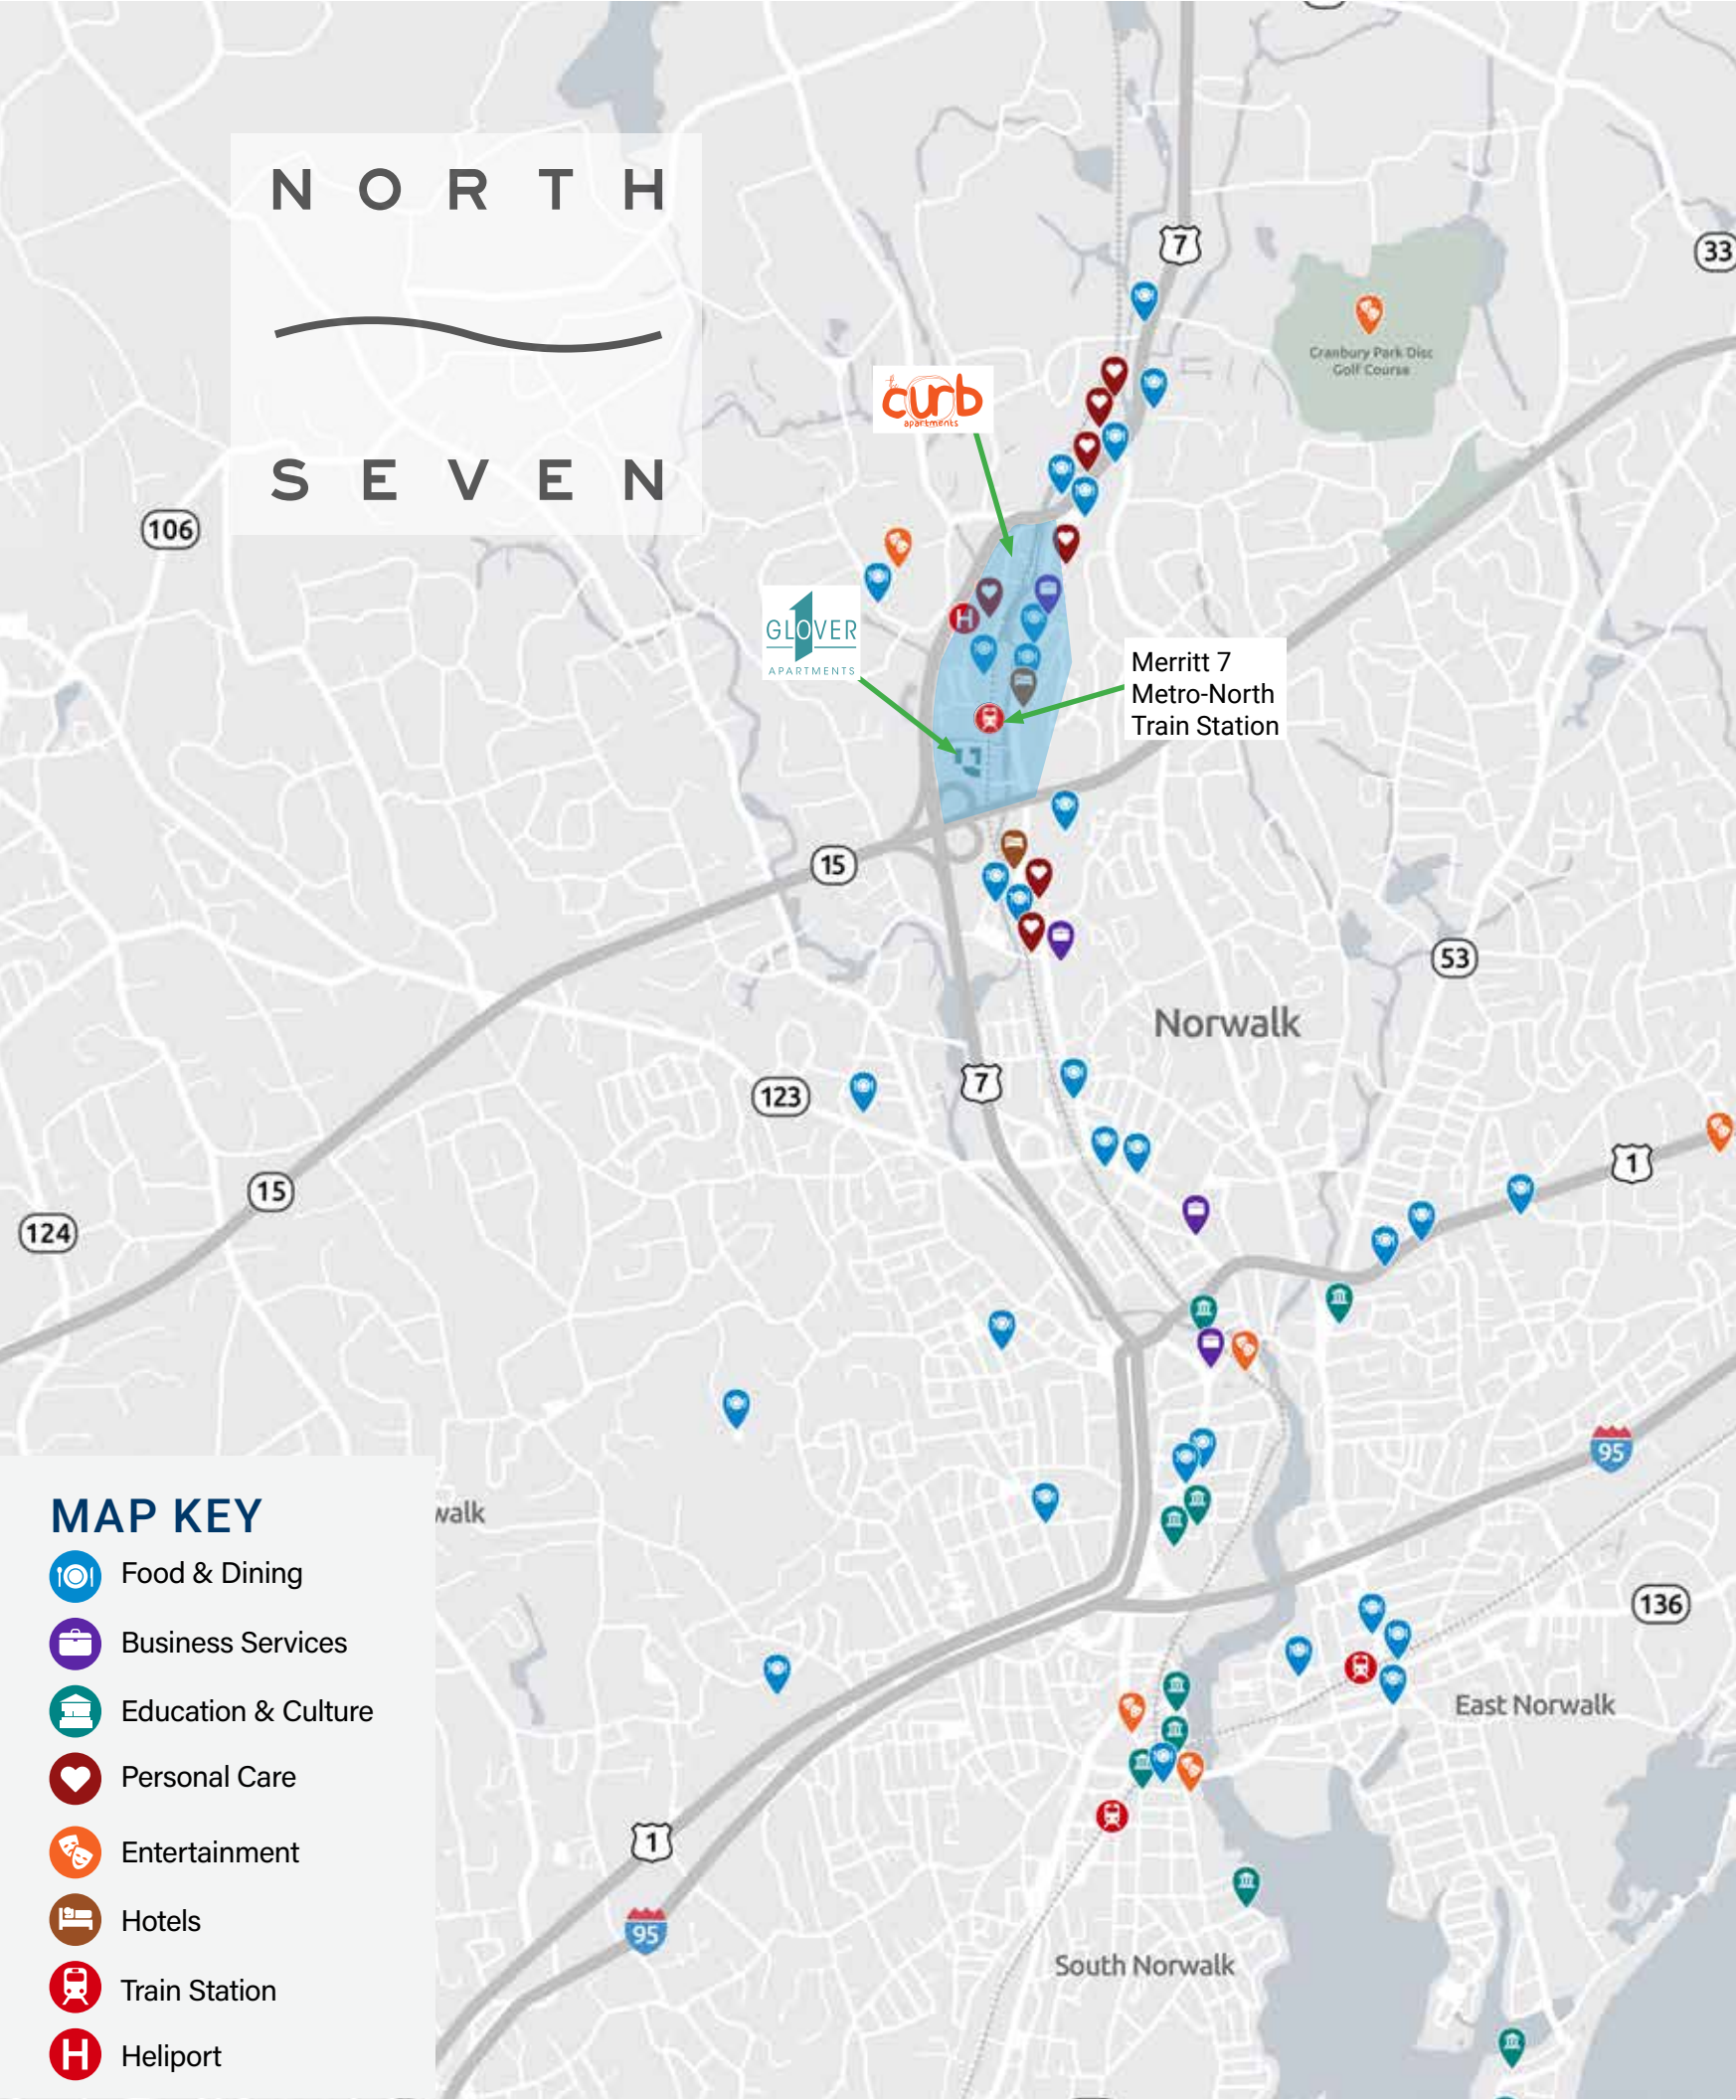 NORTH
SEVEN
7
33
Cranbury Park Disc
Golf Course
the
curb
apartments
106
GLOVER
APARTMENTS
H
Merritt 7
Metro-North
Train Station
15
53
Norwalk
7
123
1
15
124
95
walk
136
East Norwalk
1
95
South Norwalk
MAP KEY
Food & Dining
Business Services
Education & Culture
Personal Care
Entertainment
Hotels
Train Station
H Heliport